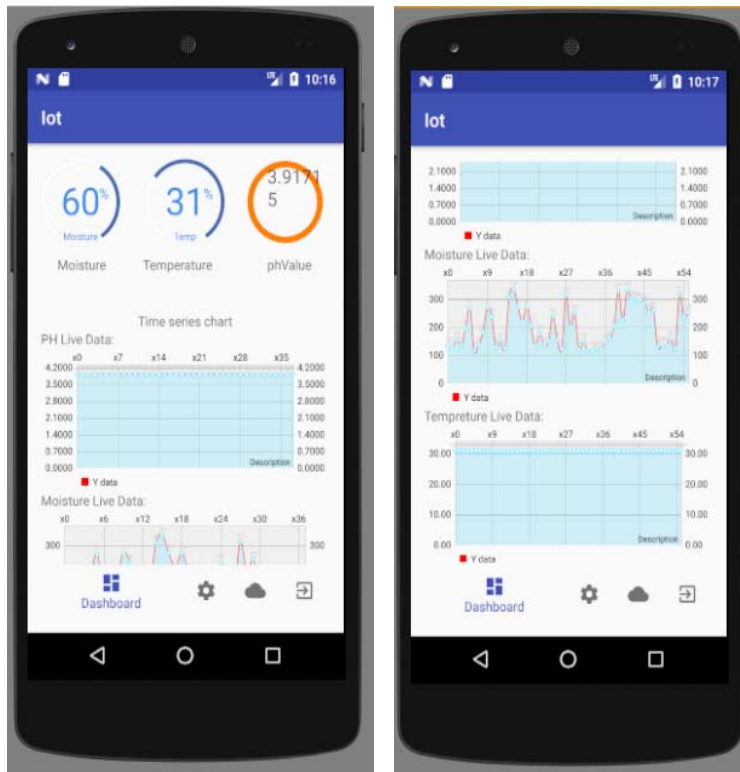 LTE 10:16
Iot
60%
Moisture
31%
Temp
3.9171
5
Moisture Temperature phValue
Time series chart
PH Live Data:
x0 x7 x14 x21 x28 x35
4.2000 4.2000
3.5000 3.5000
2.8000 2.8000
2.1000 2.1000
1.4000 1.4000
0.7000 0.7000
Description
0.0000 0.0000
Y data
Moisture Live Data:
x0 x6 x12 x18 x24 x30 x36
300 300
Dashboard
LTE 10:17
Iot
2.1000 2.1000
1.4000 1.4000
0.7000 0.7000
Description
0.0000 0.0000
Y data
Moisture Live Data:
x0 x9 x18 x27 x36 x45 x54
300 300
200 200
100 100
Description
0 0
Y data
Tempreture Live Data:
x0 x9 x18 x27 x36 x45 x54
30.00 30.00
20.00 20.00
10.00 10.00
Description
0.00 0.00
Y data
Dashboard